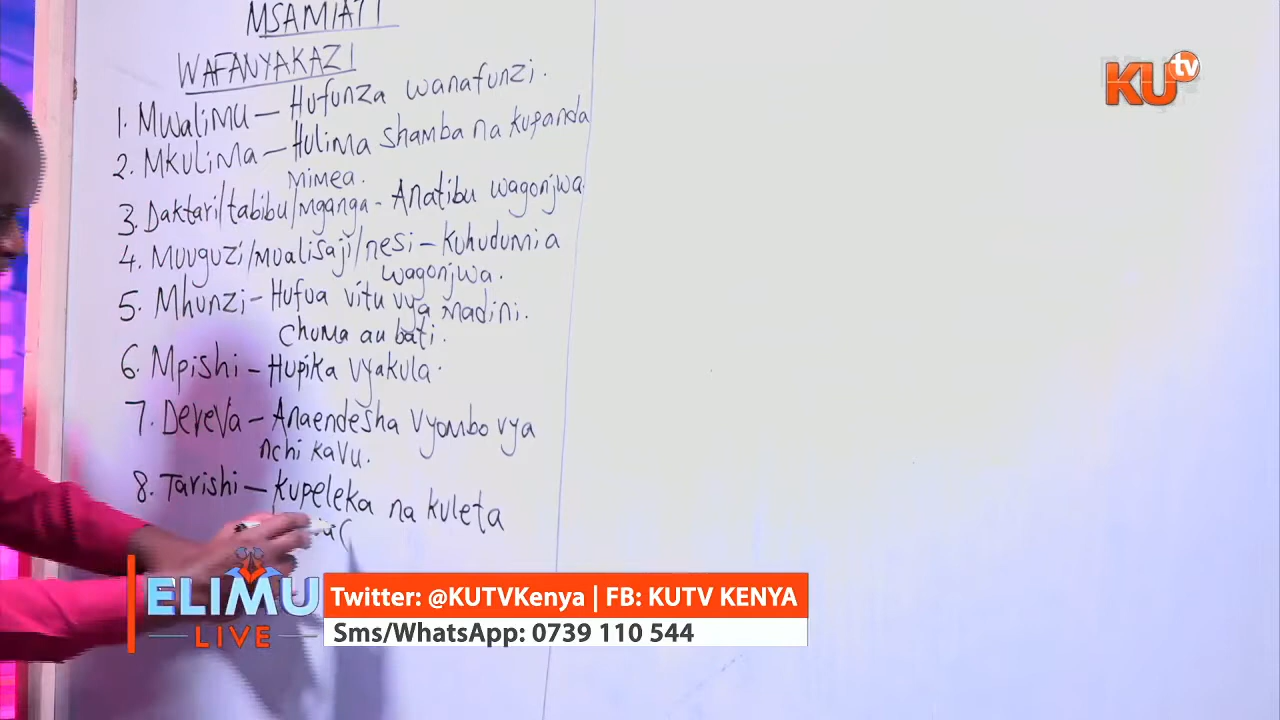 MSAMIATI
WAFANYAKAZI
1. Mwalimu – Hufunza wanafunzi.
2. Mkulima – Hulima shamba na kupanda
mimea.
3. Daktari/tabibu/mganga - Anatibu wagonjwa.
4. Muuguzi/mualisaji/nesi – Kuhudumia
wagonjwa.
5. Mhunzi – Hufua vitu vya madini.
chuma au bati.
6. Mpishi – Hupika vyakula.
7. Dereva – Anaendesha vyombo vya
nchi kavu.
8. Tarishi – Kupeleka na kuleta
KU tv
ELIMU
LIVE
Twitter: @KUTVKenya | FB: KUTV KENYA
Sms/WhatsApp: 0739 110 544